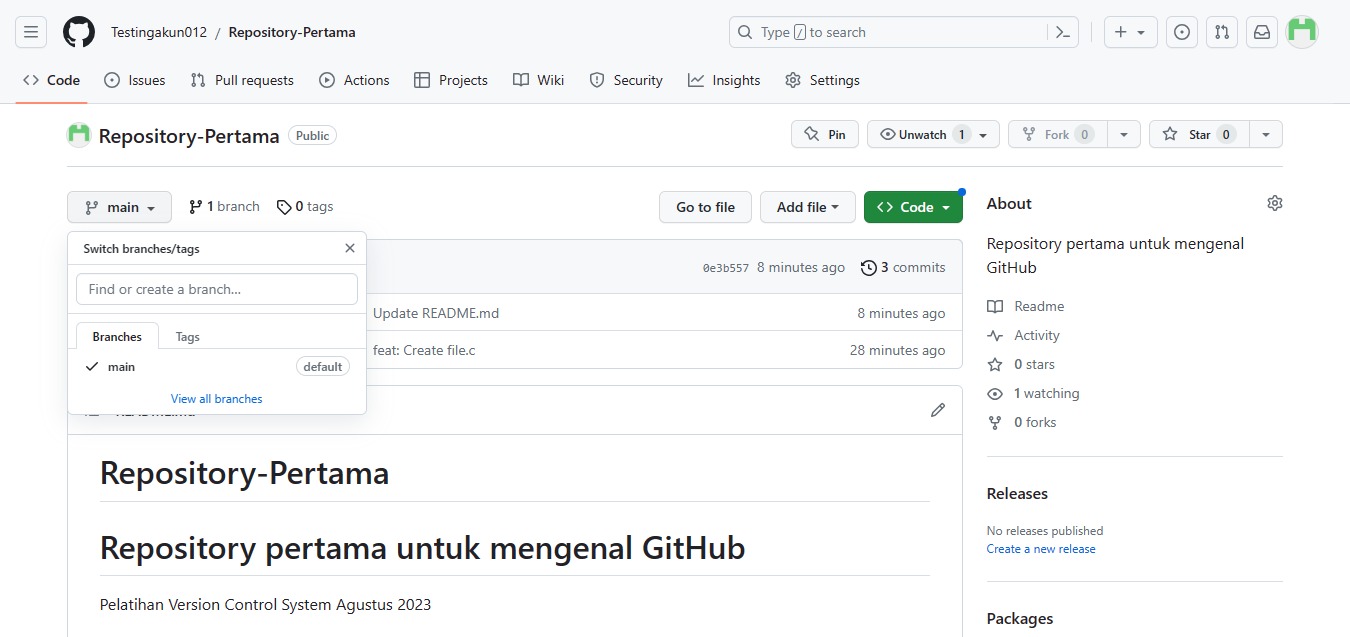 Testingakun012 / Repository-Pertama
Type / to search
Code Issues Pull requests Actions Projects Wiki Security Insights Settings
Repository-Pertama Public
Pin Unwatch 1 Fork 0 Star 0
main 1 branch 0 tags Go to file Add file <> Code
Switch branches/tags
Find or create a branch...
Branches Tags
main default
View all branches
0e3b557 8 minutes ago 3 commits
Update README.md 8 minutes ago
feat: Create file.c 28 minutes ago
Repository-Pertama
Repository pertama untuk mengenal GitHub
Pelatihan Version Control System Agustus 2023
About
Repository pertama untuk mengenal
GitHub
Readme
Activity
0 stars
1 watching
0 forks
Releases
No releases published
Create a new release
Packages